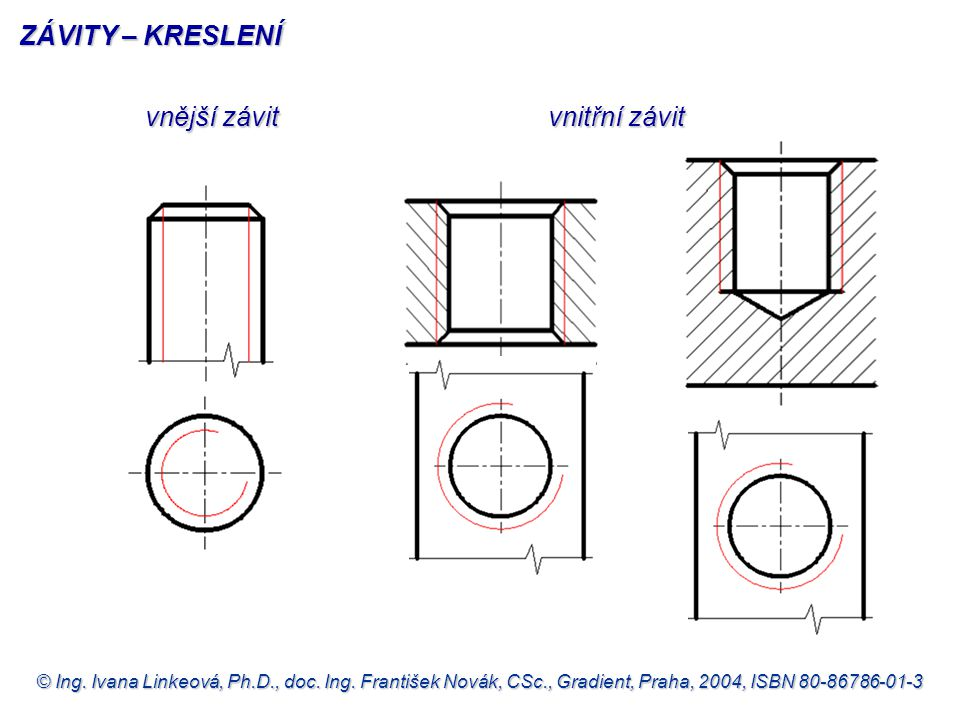 ZÁVITY – KRESLENÍ
vnější závit
vnitřní závit
© Ing. Ivana Linkeová, Ph.D., doc. Ing. František Novák, CSc., Gradient, Praha, 2004, ISBN 80-86786-01-3